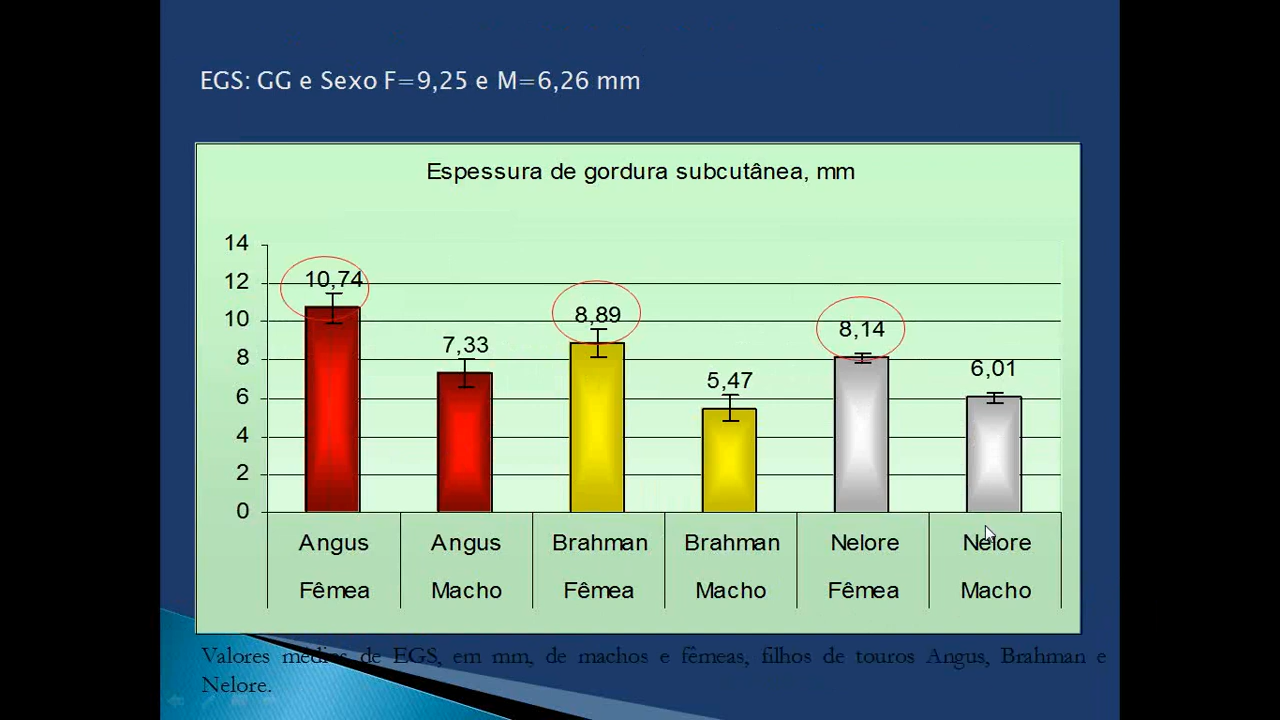 EGS: GG e Sexo F=9,25 e M=6,26 mm
Espessura de gordura subcutânea, mm
14
12
10
8
6
4
2
0
10,74
7,33
8,89
5,47
8,14
6,01
Angus Angus Brahman Brahman Nelore Nelore
Fêmea Macho Fêmea Macho Fêmea Macho
Valores médios de EGS, em mm, de machos e fêmeas, filhos de touros Angus, Brahman e
Nelore.